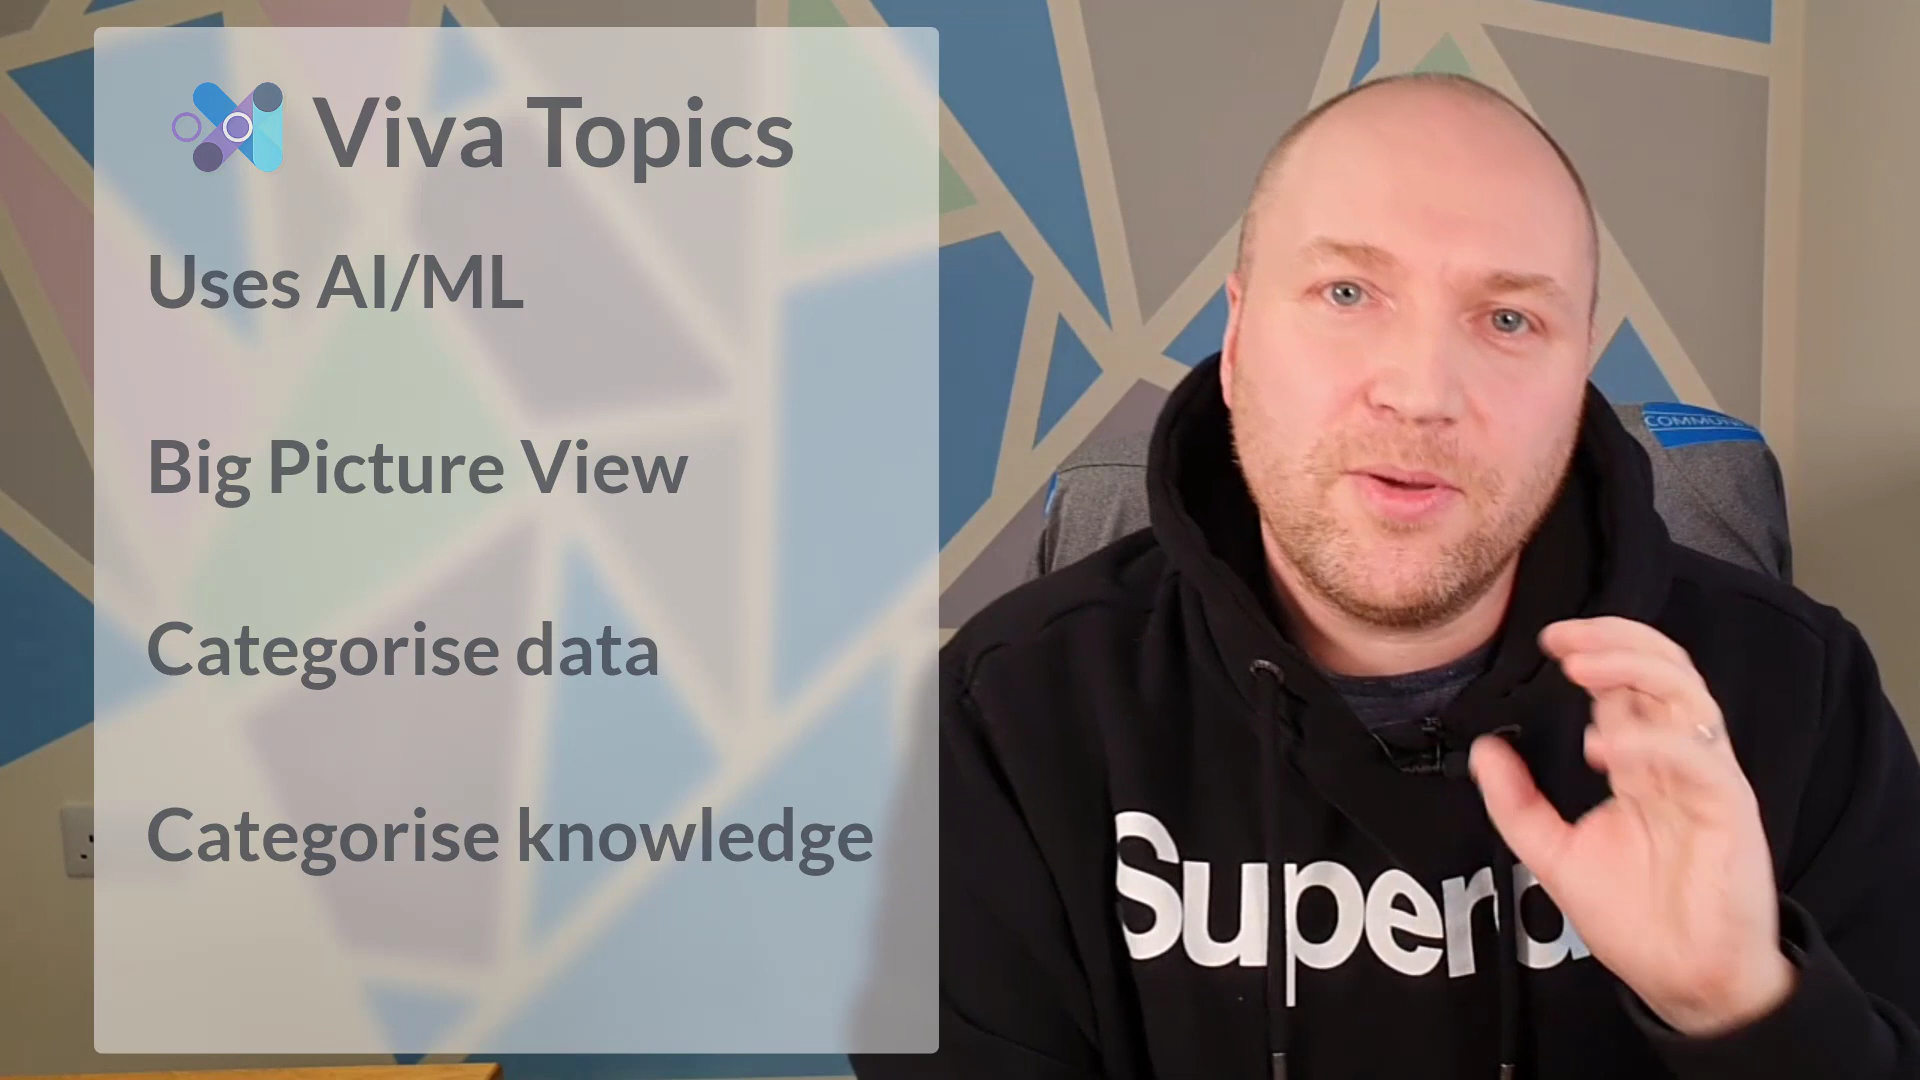 Viva Topics
Uses AI/ML
Big Picture View
Categorise data
Categorise knowledge